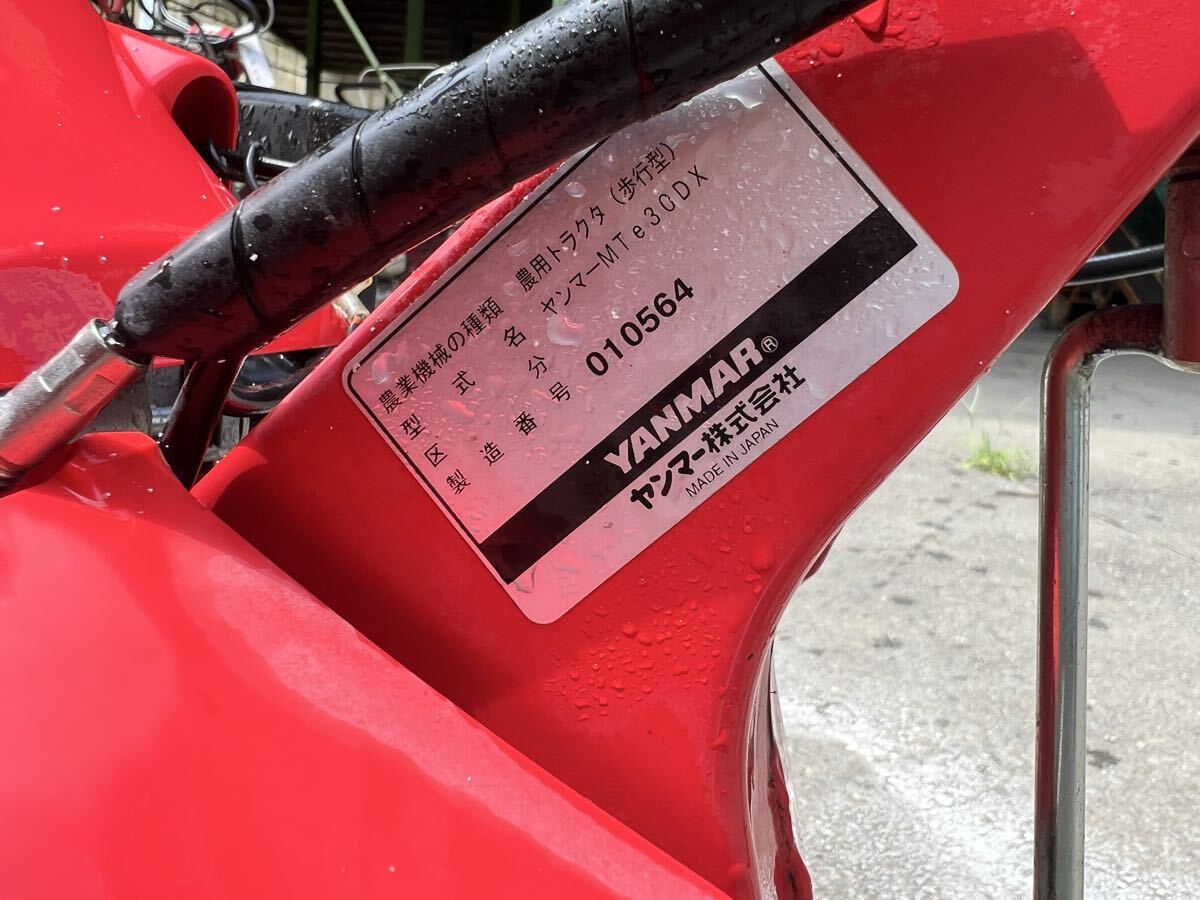 農業機械の種類 農用トラクタ (歩行型)
型式名 ヤンマーMTe3GDX
区分
製造番号 010564
YANMAR®
ヤンマー株式会社
MADE IN JAPAN